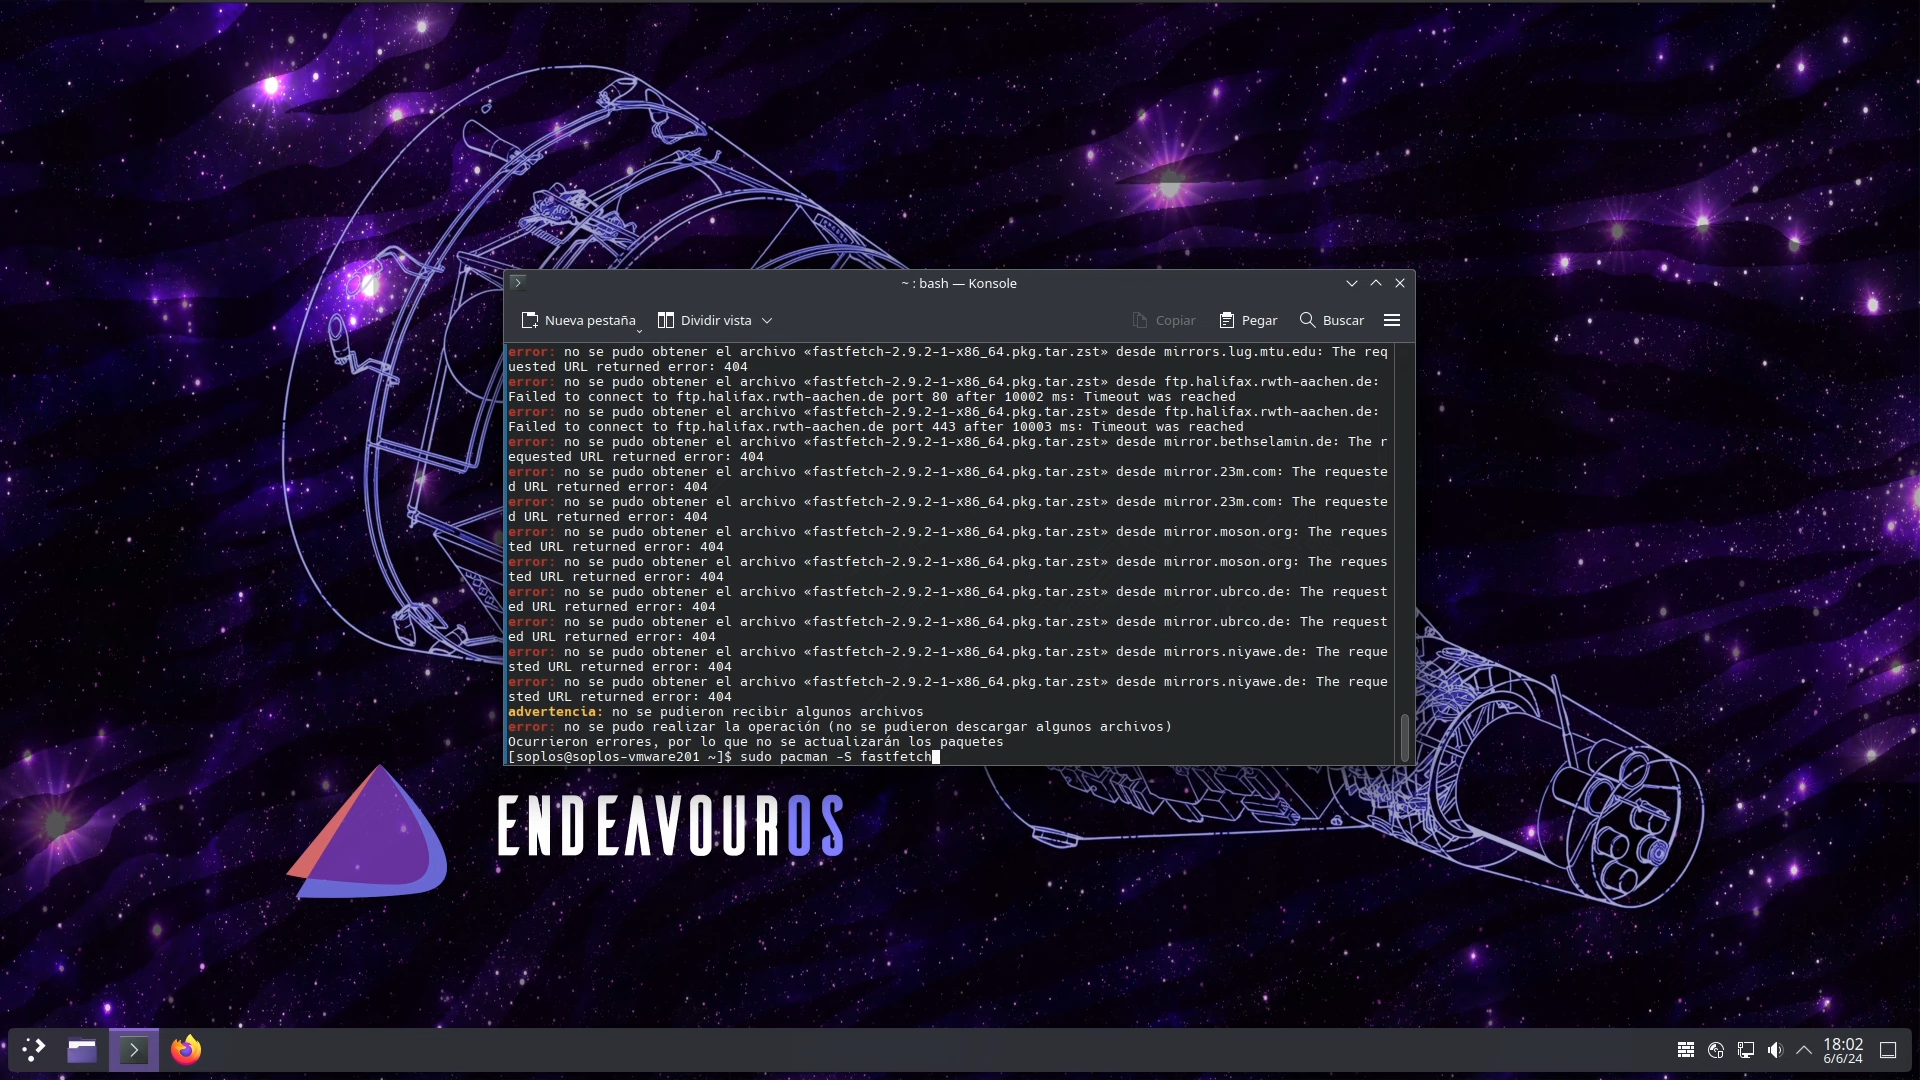 ~ : bash — Konsole
Nueva pestaña
Dividir vista
Copiar
Pegar
Buscar
error: no se pudo obtener el archivo «fastfetch-2.9.2-1-x86_64.pkg.tar.zst» desde mirrors.lug.mtu.edu: The req
uested URL returned error: 404
error: no se pudo obtener el archivo «fastfetch-2.9.2-1-x86_64.pkg.tar.zst» desde ftp.halifax.rwth-aachen.de:
Failed to connect to ftp.halifax.rwth-aachen.de port 80 after 10002 ms: Timeout was reached
error: no se pudo obtener el archivo «fastfetch-2.9.2-1-x86_64.pkg.tar.zst» desde ftp.halifax.rwth-aachen.de:
Failed to connect to ftp.halifax.rwth-aachen.de port 443 after 10003 ms: Timeout was reached
error: no se pudo obtener el archivo «fastfetch-2.9.2-1-x86_64.pkg.tar.zst» desde mirror.bethselamin.de: The r
equested URL returned error: 404
error: no se pudo obtener el archivo «fastfetch-2.9.2-1-x86_64.pkg.tar.zst» desde mirror.23m.com: The requeste
d URL returned error: 404
error: no se pudo obtener el archivo «fastfetch-2.9.2-1-x86_64.pkg.tar.zst» desde mirror.23m.com: The requeste
d URL returned error: 404
error: no se pudo obtener el archivo «fastfetch-2.9.2-1-x86_64.pkg.tar.zst» desde mirror.moson.org: The reques
ted URL returned error: 404
error: no se pudo obtener el archivo «fastfetch-2.9.2-1-x86_64.pkg.tar.zst» desde mirror.moson.org: The reques
ted URL returned error: 404
error: no se pudo obtener el archivo «fastfetch-2.9.2-1-x86_64.pkg.tar.zst» desde mirror.ubrco.de: The request
ed URL returned error: 404
error: no se pudo obtener el archivo «fastfetch-2.9.2-1-x86_64.pkg.tar.zst» desde mirror.ubrco.de: The request
ed URL returned error: 404
error: no se pudo obtener el archivo «fastfetch-2.9.2-1-x86_64.pkg.tar.zst» desde mirrors.niyawe.de: The reque
sted URL returned error: 404
error: no se pudo obtener el archivo «fastfetch-2.9.2-1-x86_64.pkg.tar.zst» desde mirrors.niyawe.de: The reque
sted URL returned error: 404
advertencia: no se pudieron recibir algunos archivos
error: no se pudo realizar la operación (no se pudieron descargar algunos archivos)
Ocurrieron errores, por lo que no se actualizarán los paquetes
[soplos@soplos-vmware201 ~]$ sudo pacman -S fastfetch
ENDEAVOUROS
18:02
6/6/24